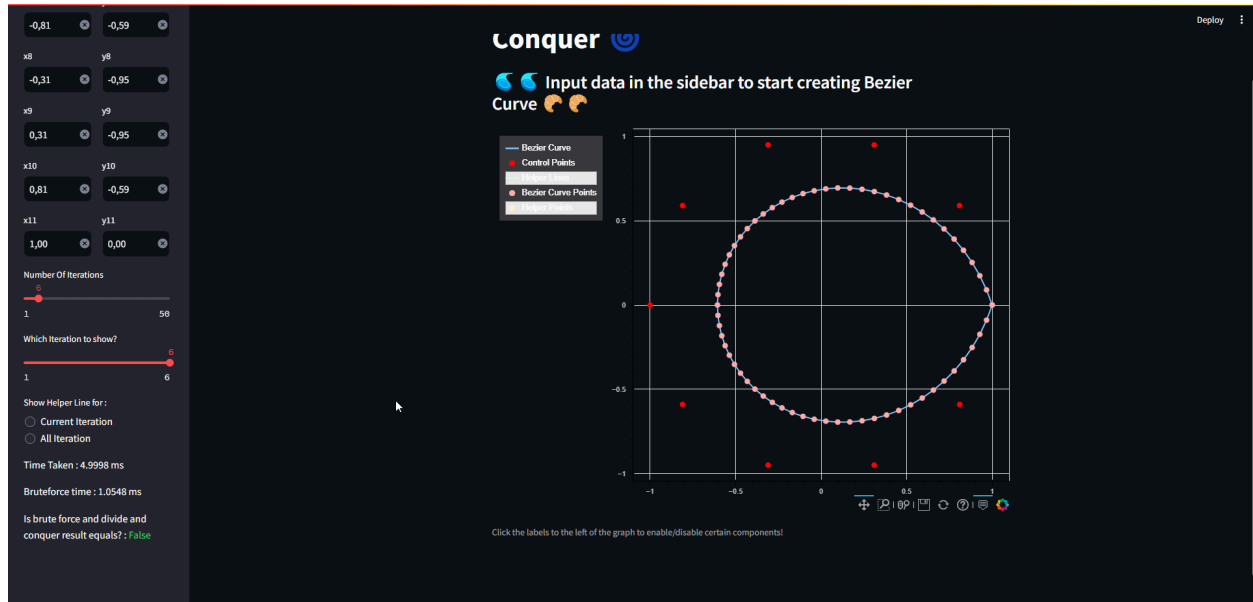 Deploy
-0,81 -0,59
x8 y8
-0,31 -0,95
x9 y9
0,31 -0,95
x10 y10
0,81 -0,59
x11 y11
1,00 0,00
Number Of Iterations
6
1 50
Which Iteration to show?
6
1 6
Show Helper Line for :
Current Iteration
All Iteration
Time Taken : 4.9998 ms
Bruteforce time : 1.0548 ms
Is brute force and divide and
conquer result equals? : False
Conquer
Input data in the sidebar to start creating Bezier
Curve
Bezier Curve
Control Points
Helper Lines
Bezier Curve Points
Helper Points
1
0.5
0
−0.5
−1
−1 −0.5 0 0.5 1
Click the labels to the left of the graph to enable/disable certain components!